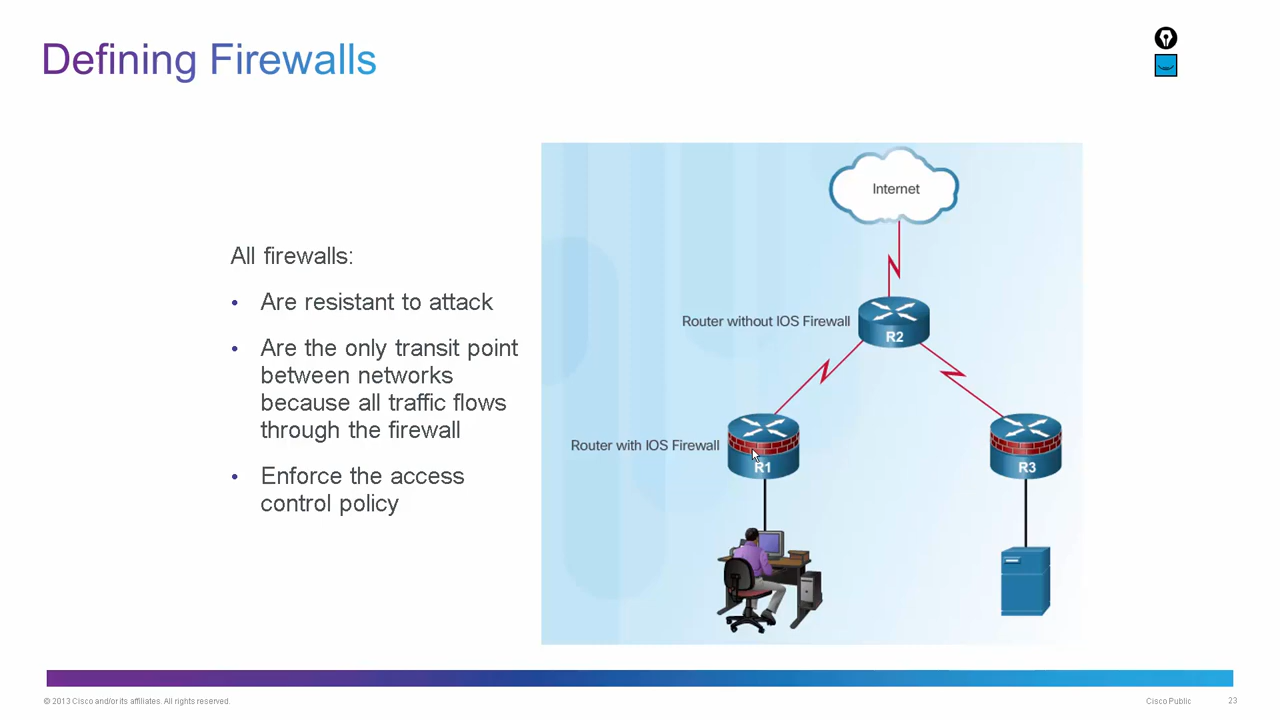 Defining Firewalls
All firewalls:
• Are resistant to attack
• Are the only transit point
between networks
because all traffic flows
through the firewall
• Enforce the access
control policy
Internet
Router without IOS Firewall
R2
Router with IOS Firewall
R1
R3
© 2013 Cisco and/or its affiliates. All rights reserved.
Cisco Public
23